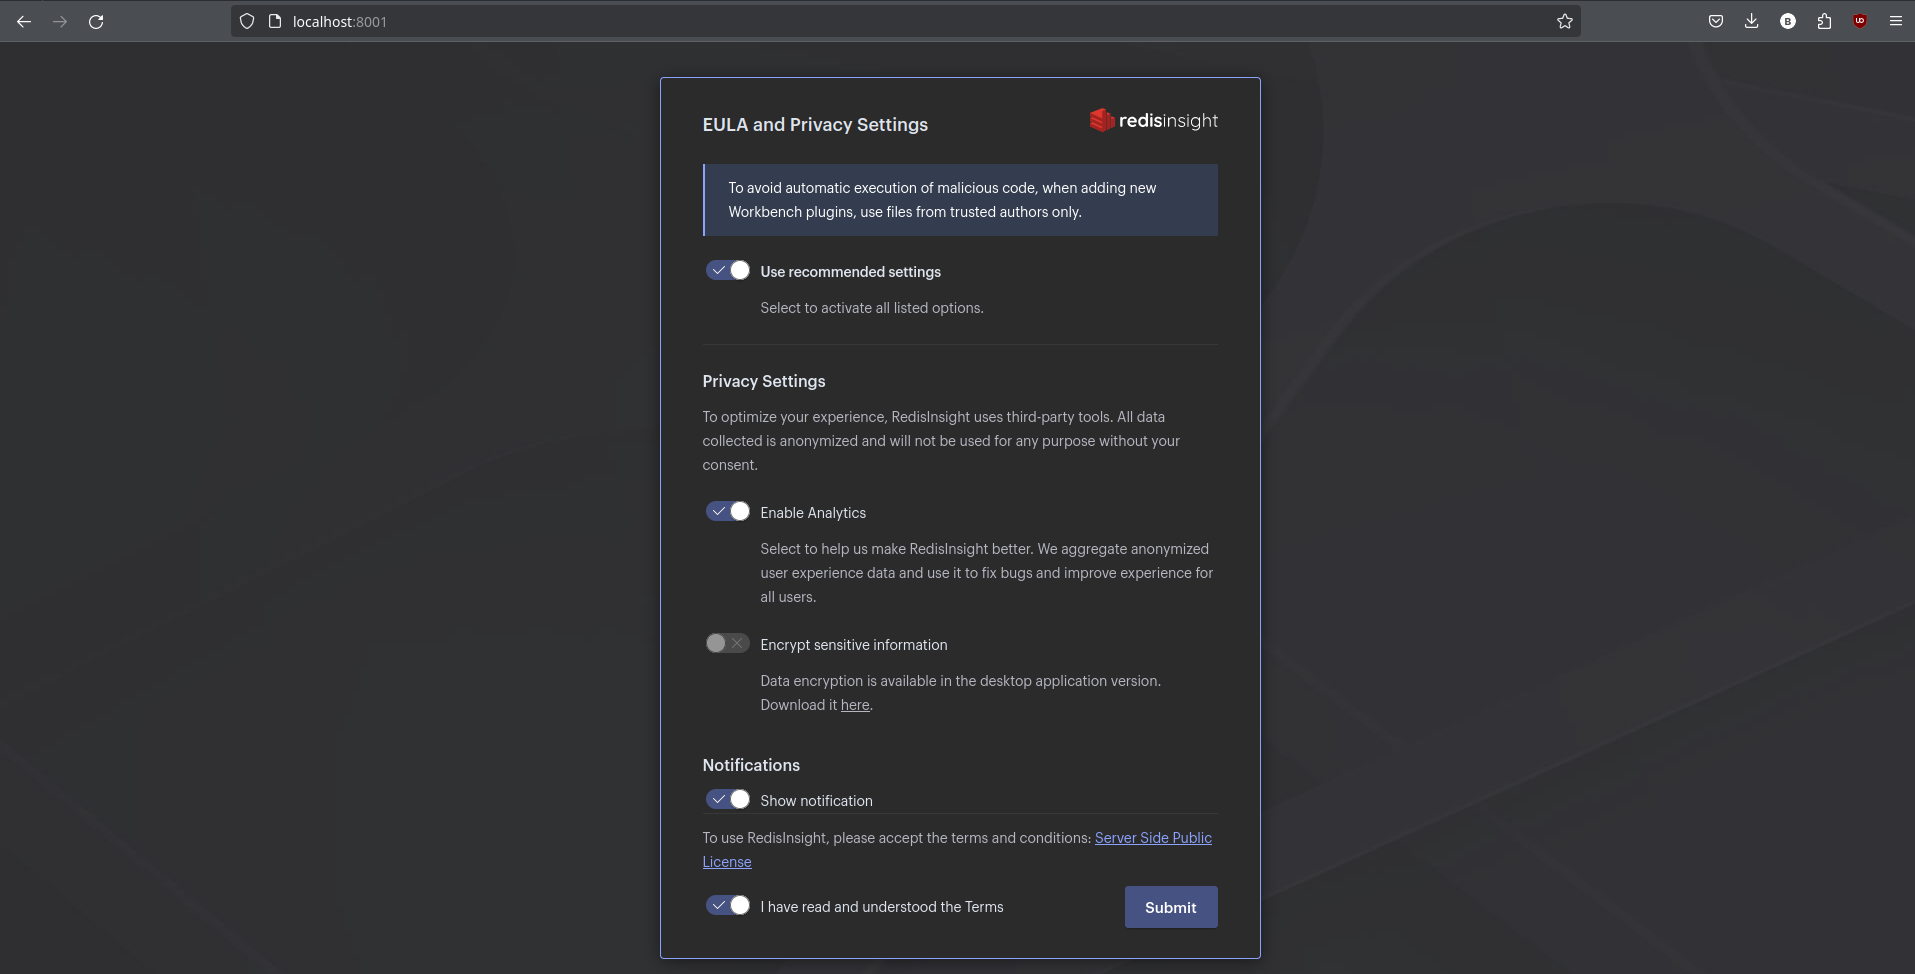 localhost:8001
EULA and Privacy Settings
redisinsight
To avoid automatic execution of malicious code, when adding new
Workbench plugins, use files from trusted authors only.
Use recommended settings
Select to activate all listed options.
Privacy Settings
To optimize your experience, RedisInsight uses third-party tools. All data
collected is anonymized and will not be used for any purpose without your
consent.
Enable Analytics
Select to help us make RedisInsight better. We aggregate anonymized
user experience data and use it to fix bugs and improve experience for
all users.
Encrypt sensitive information
Data encryption is available in the desktop application version.
Download it here.
Notifications
Show notification
To use RedisInsight, please accept the terms and conditions: Server Side Public
License
I have read and understood the Terms
Submit